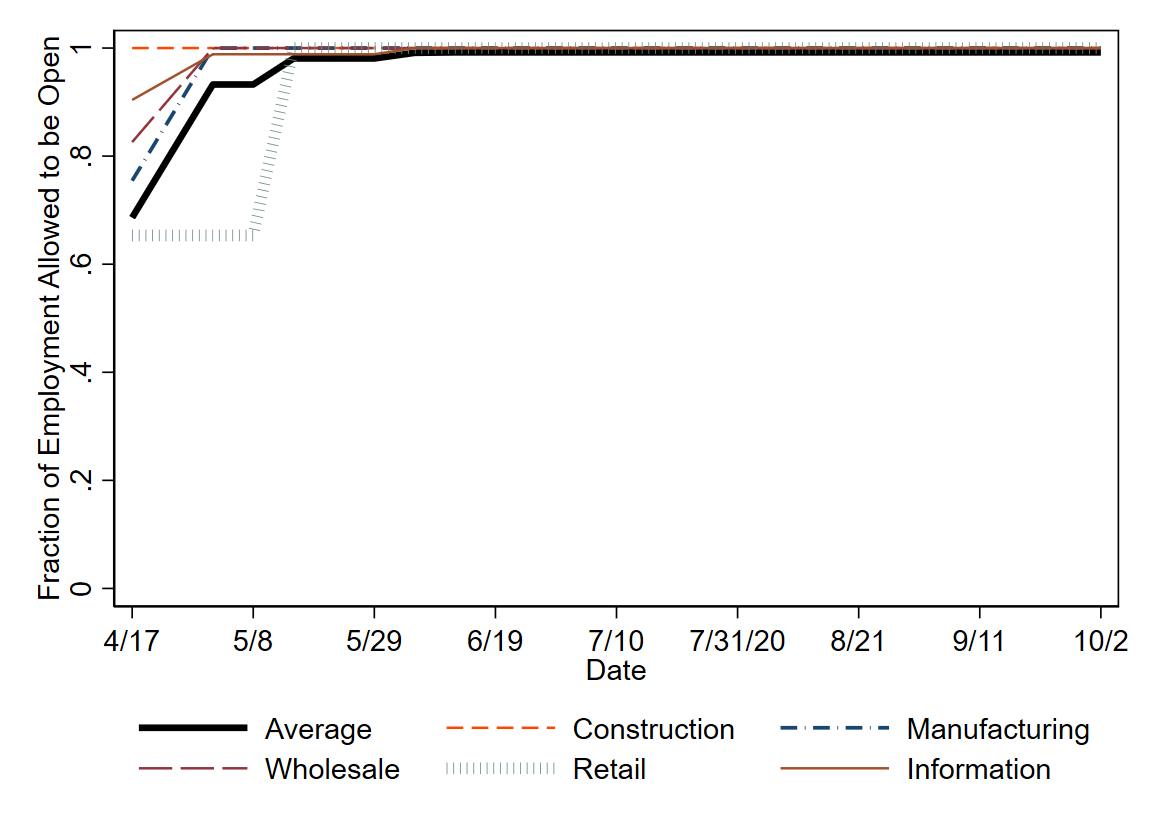 Fraction of Employment Allowed to be Open
1
.8
.6
.4
.2
0
4/17 5/8 5/29 6/19 7/10 7/31/20 8/21 9/11 10/2
Date
Average Construction Manufacturing
Wholesale Retail Information